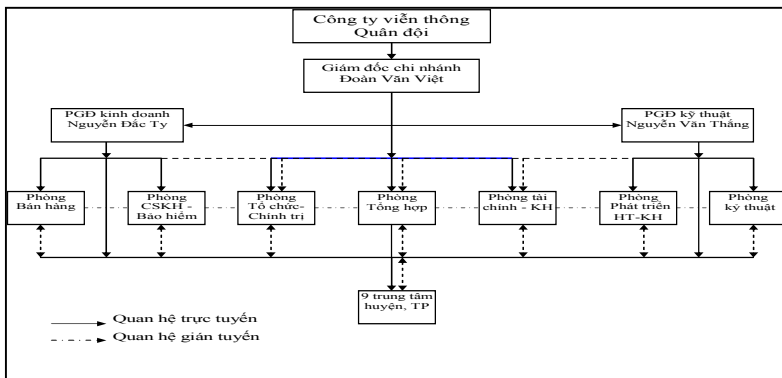 Công ty viễn thông
Quân đội
Giám đốc chi nhánh
Đoàn Văn Việt
PGĐ kinh doanh
Nguyễn Đắc Ty
PGĐ kỹ thuật
Nguyễn Văn Thắng
Phòng
Bán hàng
Phòng
CSKH -
Bảo hiểm
Phòng
Tổ chức-
Chính trị
Phòng
Tổng hợp
Phòng tài
chính - KH
Phòng
Phát triển
HT-KH
Phòng
kỷ thuật
9 trung tâm
huyện, TP
Quan hệ trực tuyến
Quan hệ gián tuyến